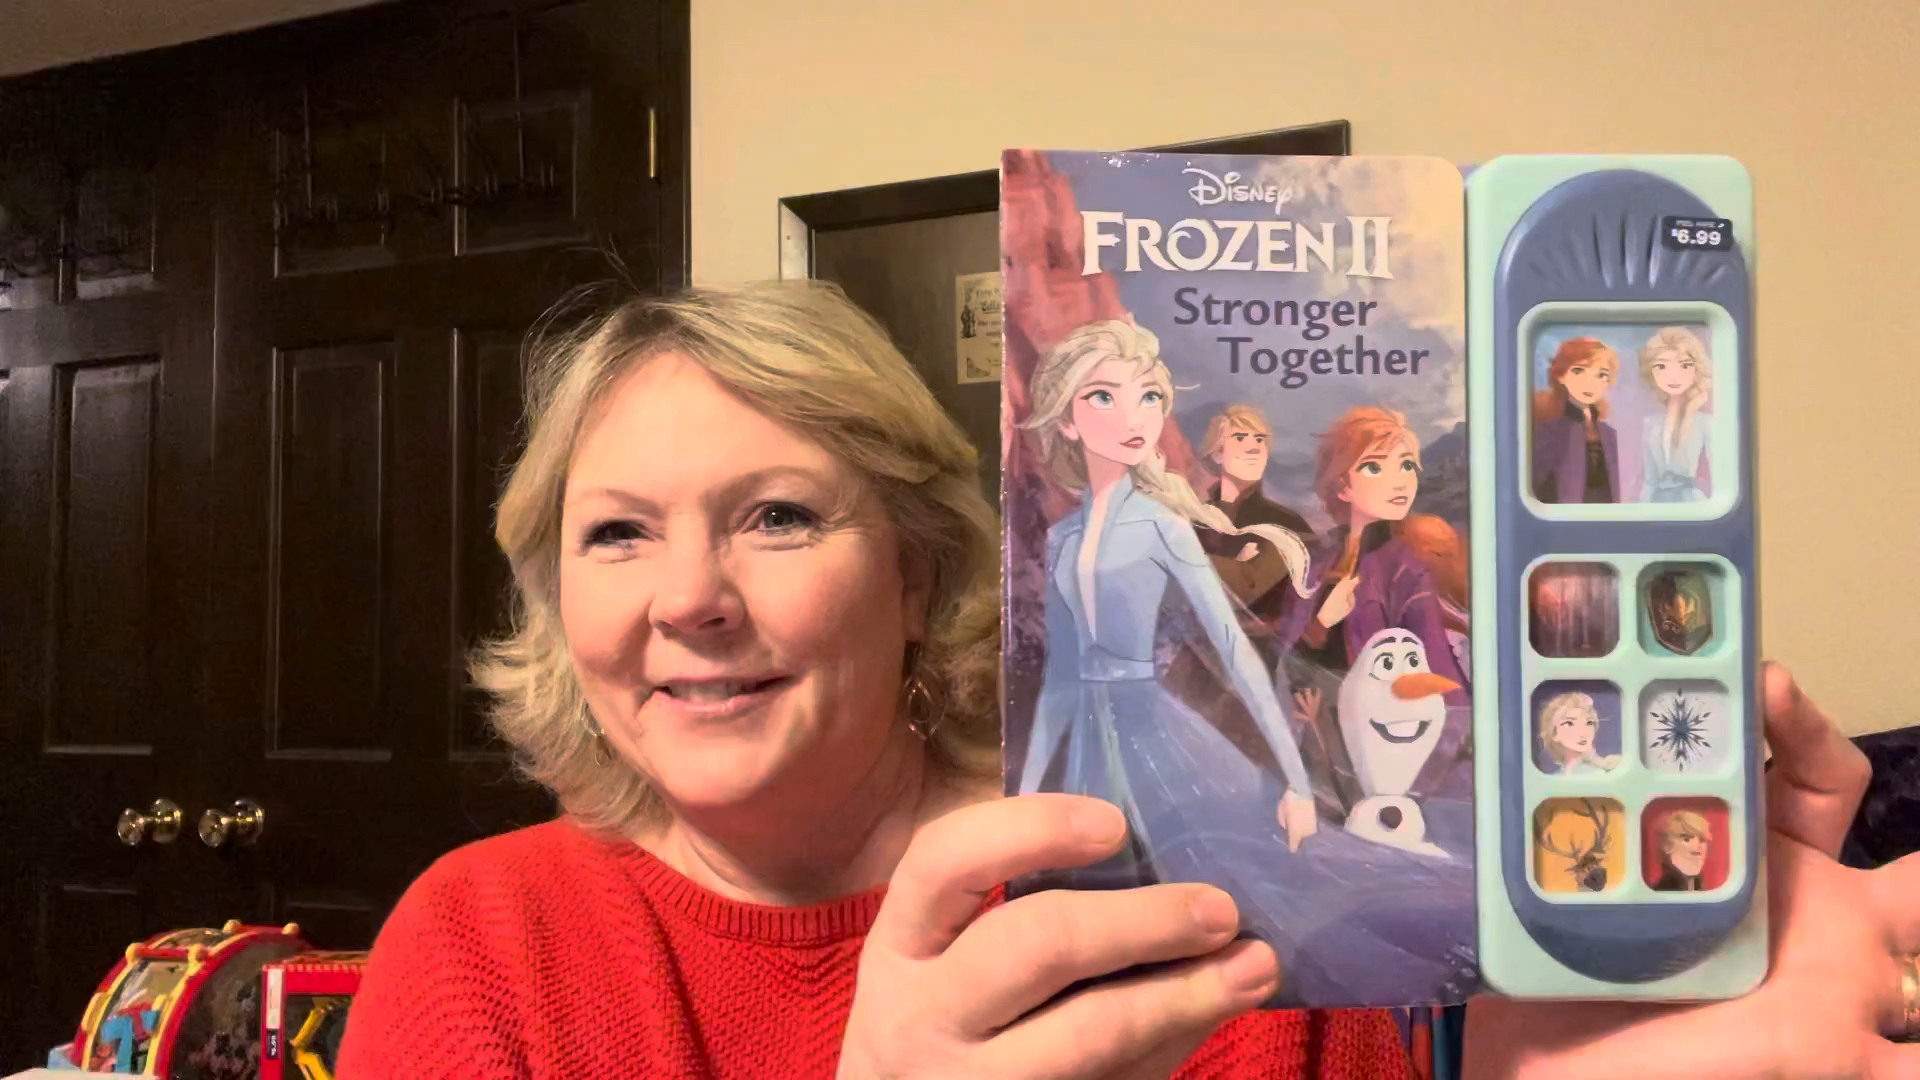 Disney
FROZEN II
Stronger
Together
$6.99